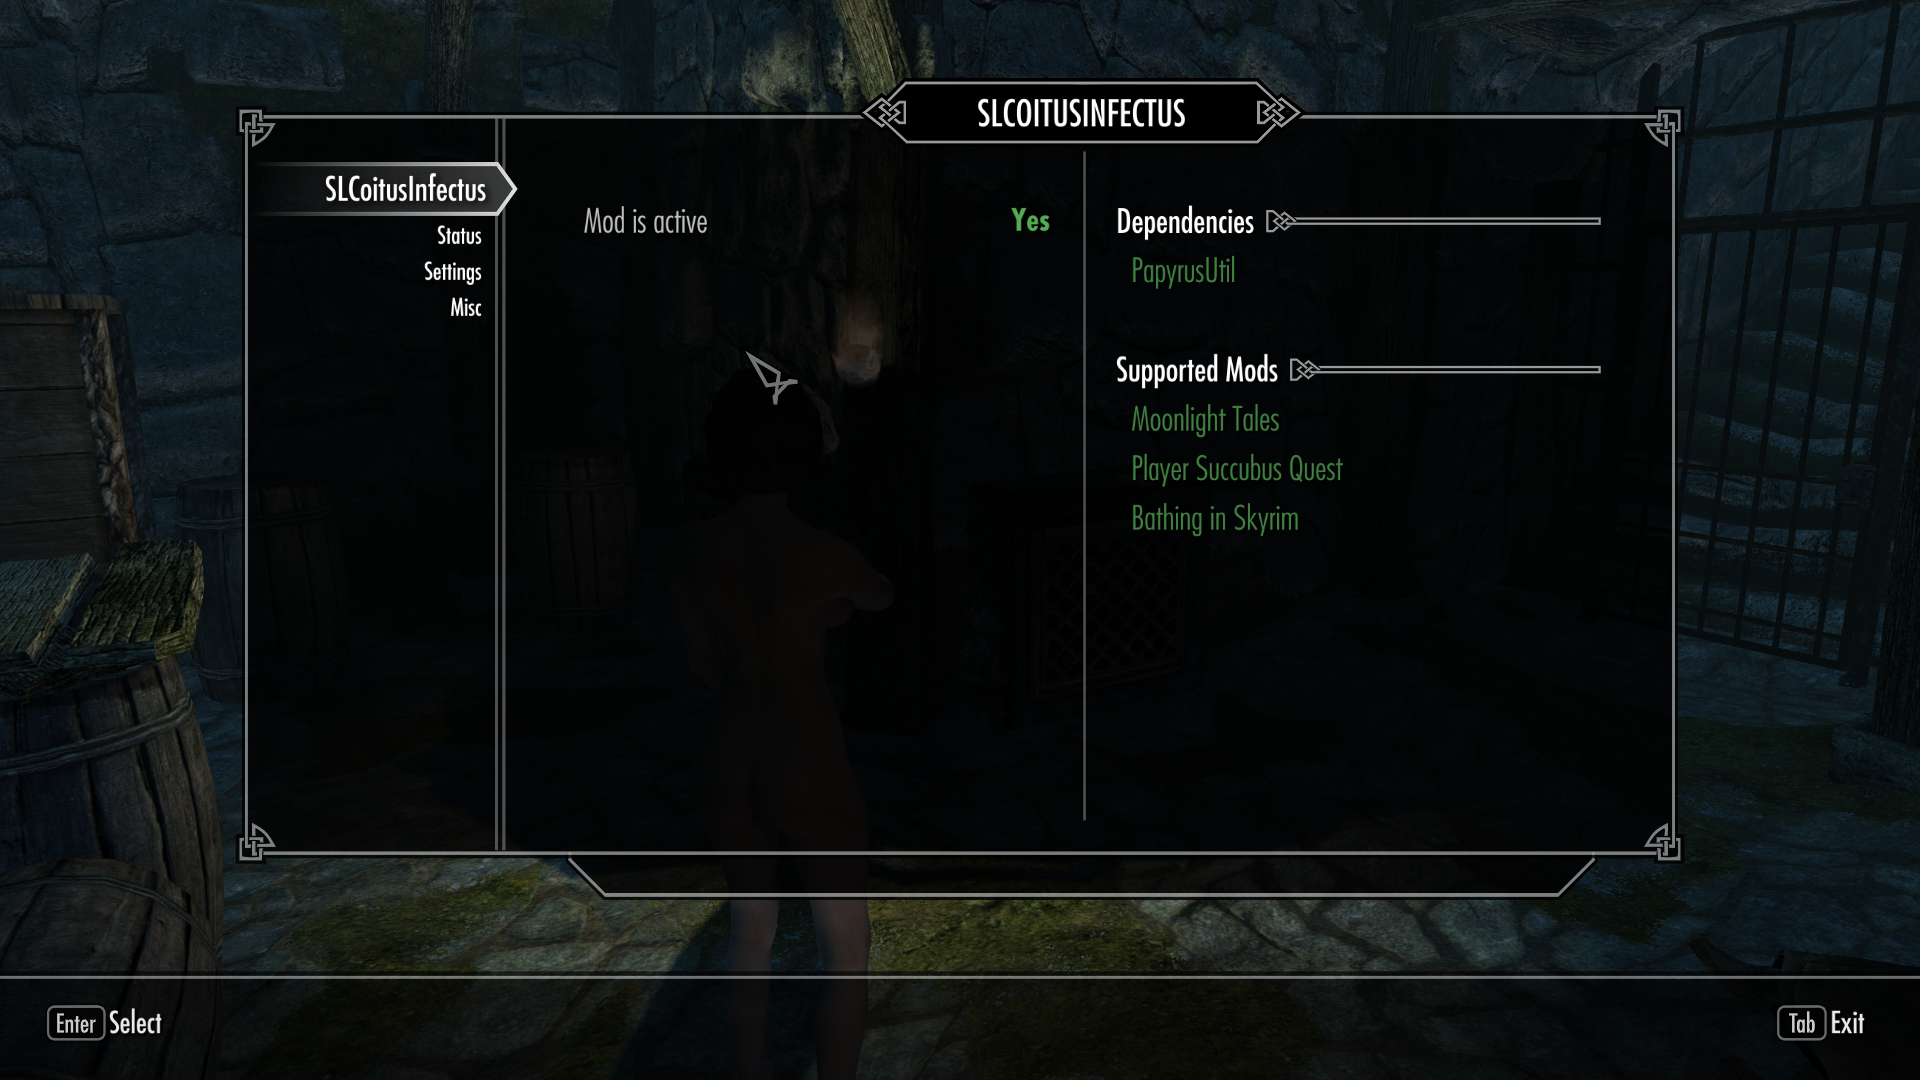 SLCOITUSINFECTUS
SLCoitusInfectus
Status
Settings
Misc
Mod is active Yes
Dependencies
PapyrusUtil
Supported Mods
Moonlight Tales
Player Succubus Quest
Bathing in Skyrim
Enter Select
Tab Exit